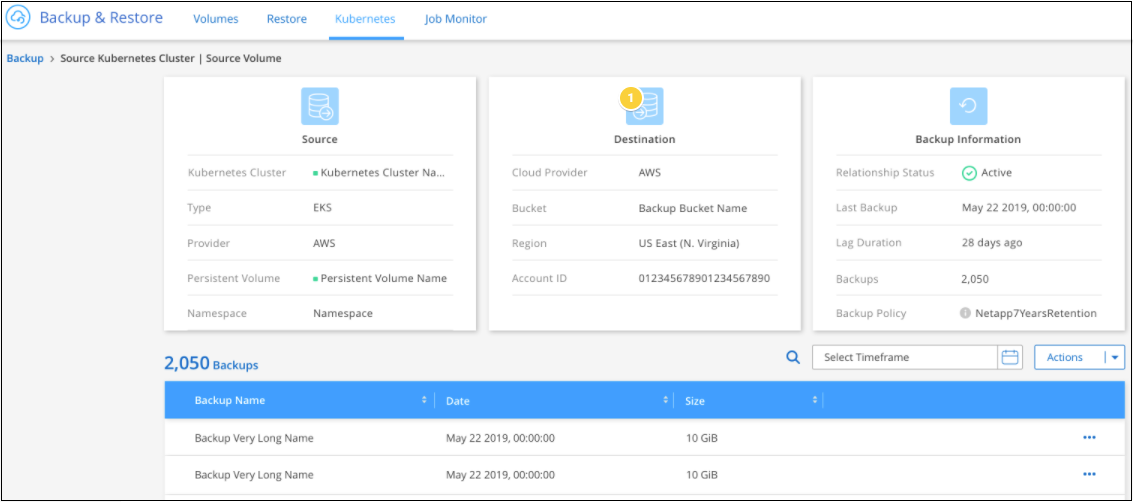 Backup & Restore Volumes Restore Kubernetes Job Monitor
Backup > Source Kubernetes Cluster | Source Volume
Source
Kubernetes Cluster Kubernetes Cluster Na...
Type EKS
Provider AWS
Persistent Volume Persistent Volume Name
Namespace Namespace
1
Destination
Cloud Provider AWS
Bucket Backup Bucket Name
Region US East (N. Virginia)
Account ID 012345678901234567890
Backup Information
Relationship Status Active
Last Backup May 22 2019, 00:00:00
Lag Duration 28 days ago
Backups 2,050
Backup Policy Netapp7YearsRetention
2,050 Backups Select Timeframe Actions
Backup Name Date Size
Backup Very Long Name May 22 2019, 00:00:00 10 GiB ...
Backup Very Long Name May 22 2019, 00:00:00 10 GiB ...